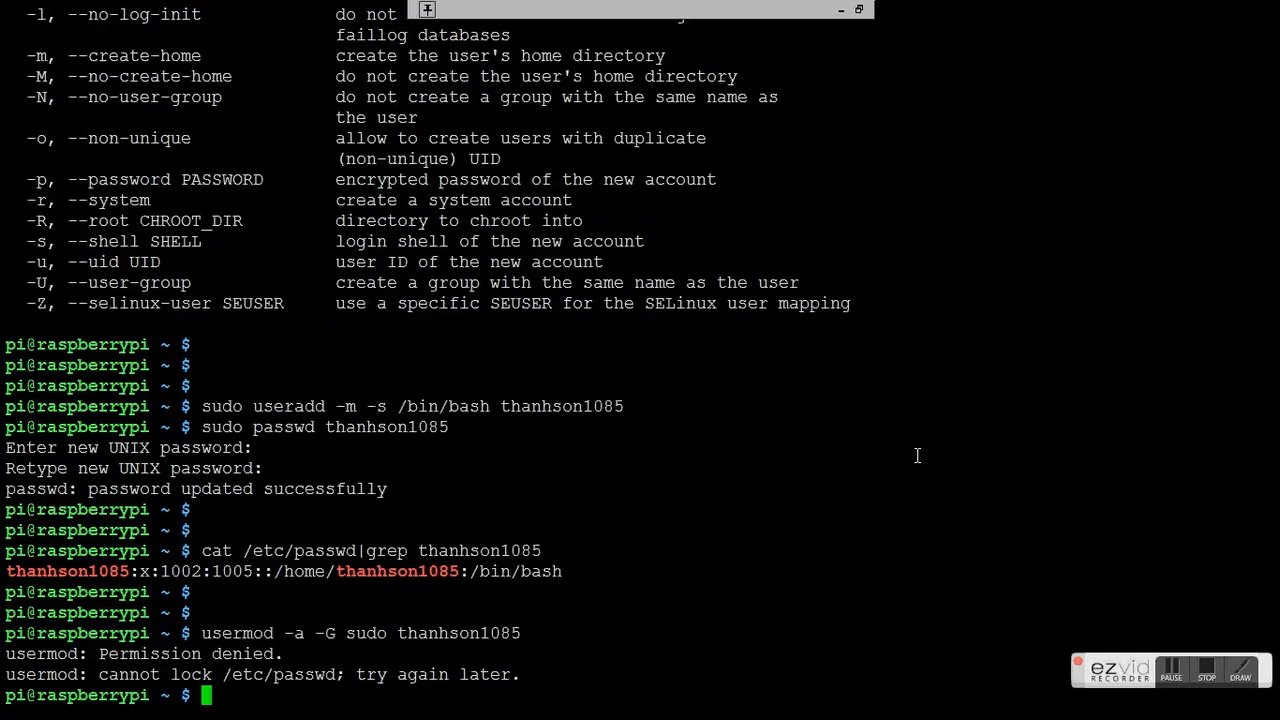 -l, --no-log-init             do not
                              faillog databases
-m, --create-home             create the user's home directory
-M, --no-create-home          do not create the user's home directory
-N, --no-user-group           do not create a group with the same name as
                              the user
-o, --non-unique              allow to create users with duplicate
                              (non-unique) UID
-p, --password PASSWORD       encrypted password of the new account
-r, --system                  create a system account
-R, --root CHROOT_DIR         directory to chroot into
-s, --shell SHELL             login shell of the new account
-u, --uid UID                 user ID of the new account
-U, --user-group              create a group with the same name as the user
-Z, --selinux-user SEUSER     use a specific SEUSER for the SELinux user mapping
pi@raspberrypi ~ $
pi@raspberrypi ~ $
pi@raspberrypi ~ $
pi@raspberrypi ~ $ sudo useradd -m -s /bin/bash thanhson1085
pi@raspberrypi ~ $ sudo passwd thanhson1085
Enter new UNIX password:
Retype new UNIX password:
passwd: password updated successfully
pi@raspberrypi ~ $
pi@raspberrypi ~ $
pi@raspberrypi ~ $ cat /etc/passwd|grep thanhson1085
thanhson1085:x:1002:1005::/home/thanhson1085:/bin/bash
pi@raspberrypi ~ $
pi@raspberrypi ~ $
pi@raspberrypi ~ $ usermod -a -G sudo thanhson1085
usermod: Permission denied.
usermod: cannot lock /etc/passwd; try again later.
pi@raspberrypi ~ $
ezvid
RECORDER
PAUSE
STOP
DRAW